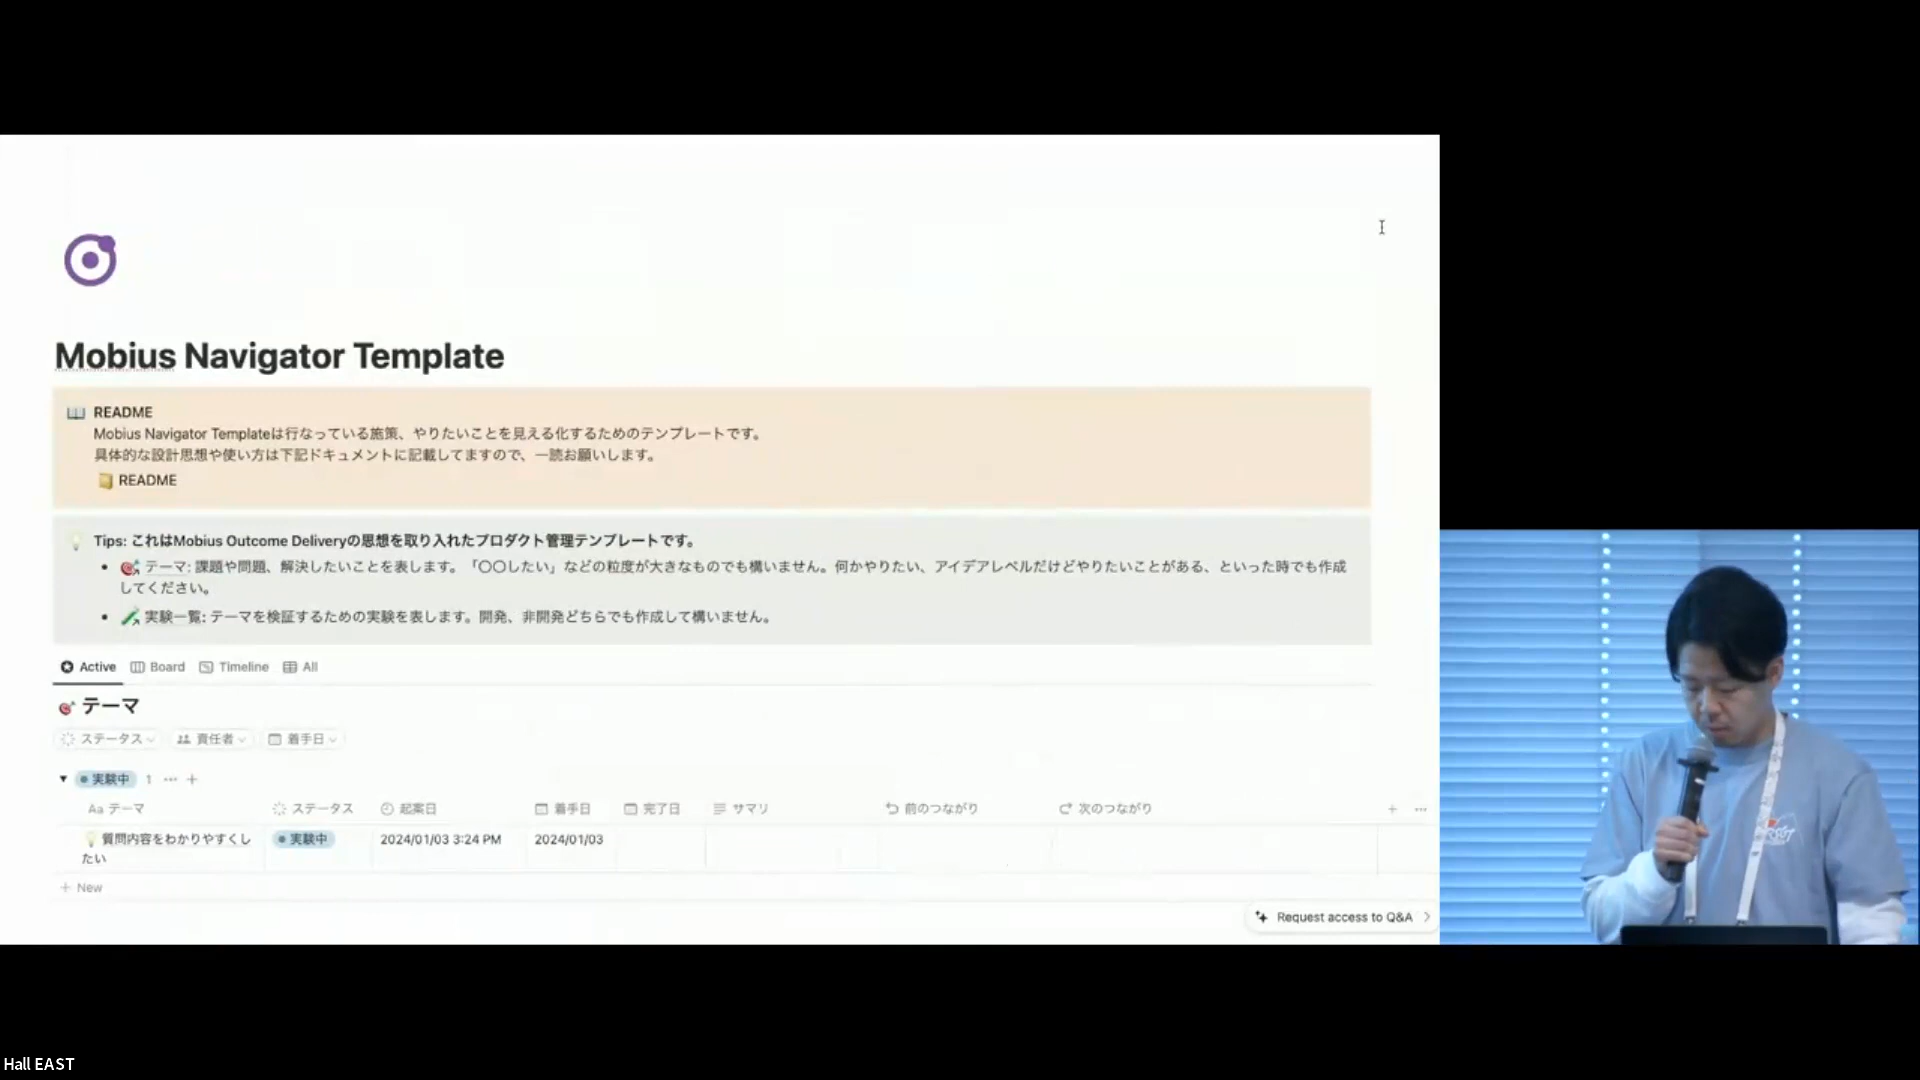 Mobius Navigator Template
README
Mobius Navigator Templateは行なっている施策、やりたいことを見える化するためのテンプレートです。
具体的な設計思想や使い方は下記ドキュメントに記載してますので、一読お願いします。
README
Tips: これはMobius Outcome Deliveryの思想を取り入れたプロダクト管理テンプレートです。
テーマ: 課題や問題、解決したいことを表します。「〇〇したい」などの粒度が大きなものでも構いません。何かやりたい、アイデアレベルだけどやりたいことがある、といった時でも作成
してください。
実験一覧: テーマを検証するための実験を表します。開発、非開発どちらでも作成して構いません。
Active Board Timeline All
テーマ
ステータス 責任者 着手日
実験中 1
Aa テーマ ステータス 起案日 着手日 完了日 サマリ 前のつながり 次のつながり
質問内容をわかりやすくし 実験中 2024/01/03 3:24 PM 2024/01/03
たい
New
Request access to Q&A
Hall EAST